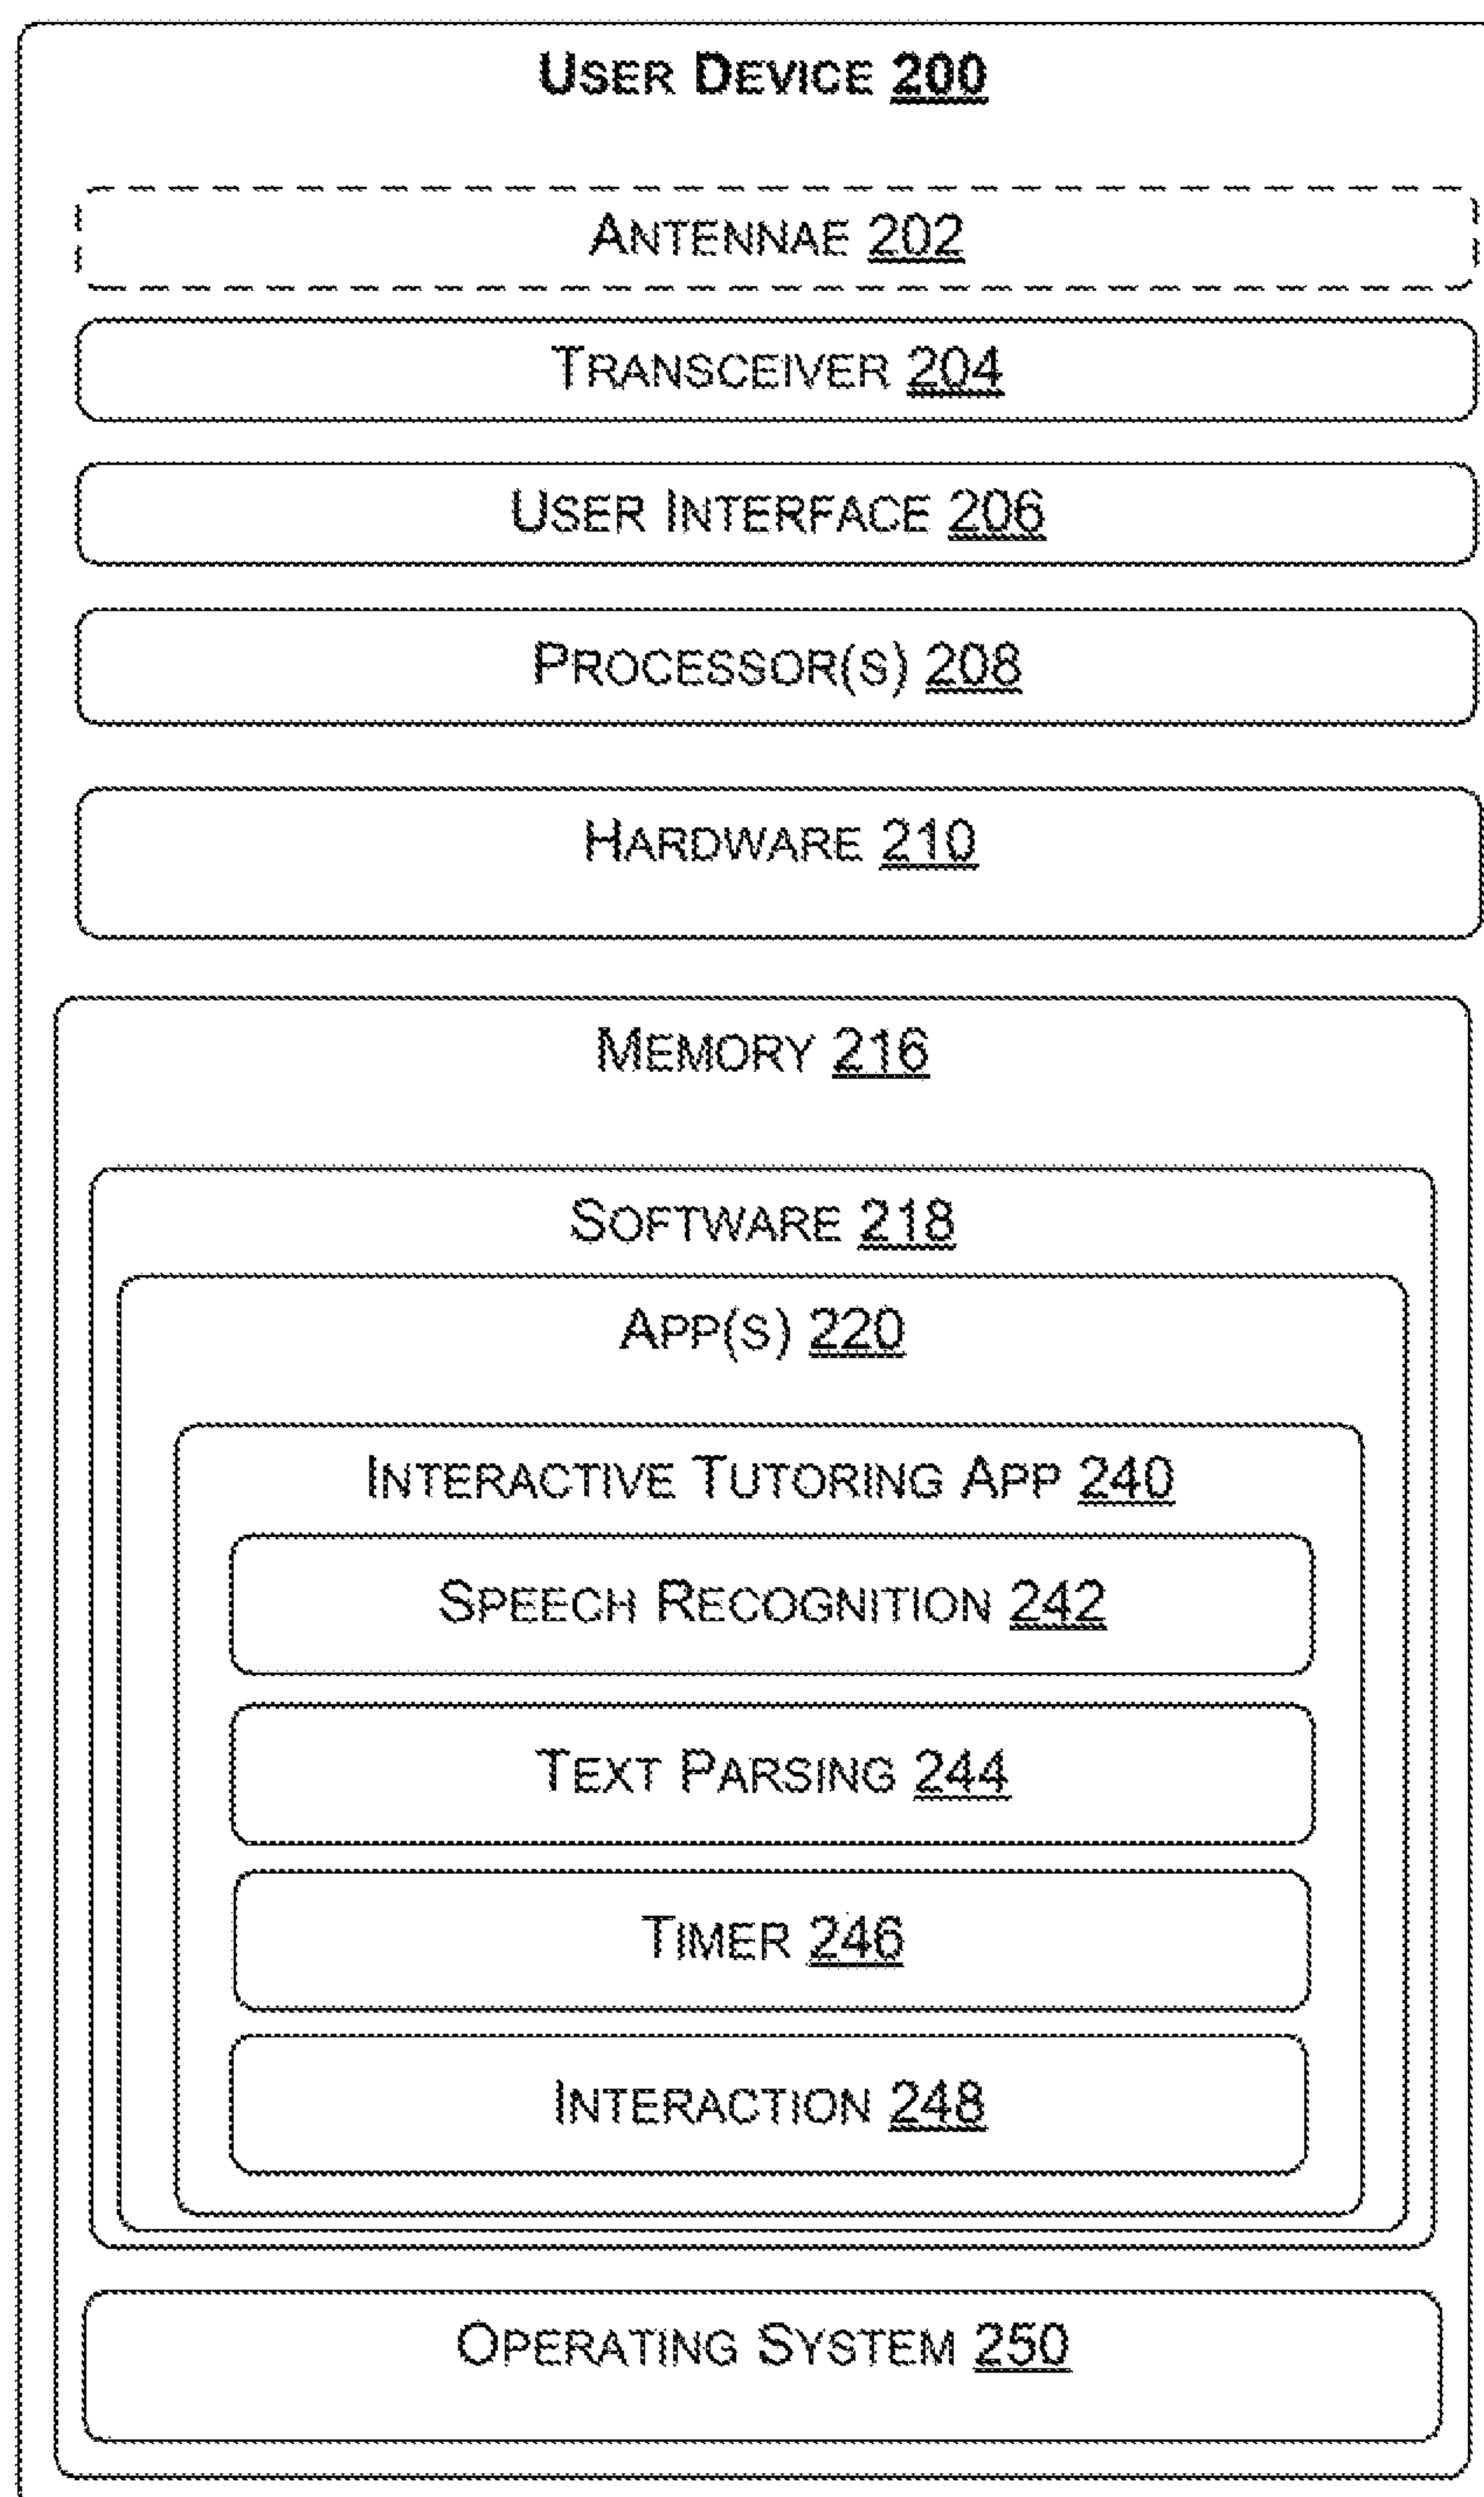 USER DEVICE 200
ANTENNAE 202
TRANSCEIVER 204
USER INTERFACE 206
PROCESSOR(S) 208
HARDWARE 210
MEMORY 216
SOFTWARE 218
APP(S) 220
INTERACTIVE TUTORING APP 240
SPEECH RECOGNITION 242
TEXT PARSING 244
TIMER 246
INTERACTION 248
OPERATING SYSTEM 250